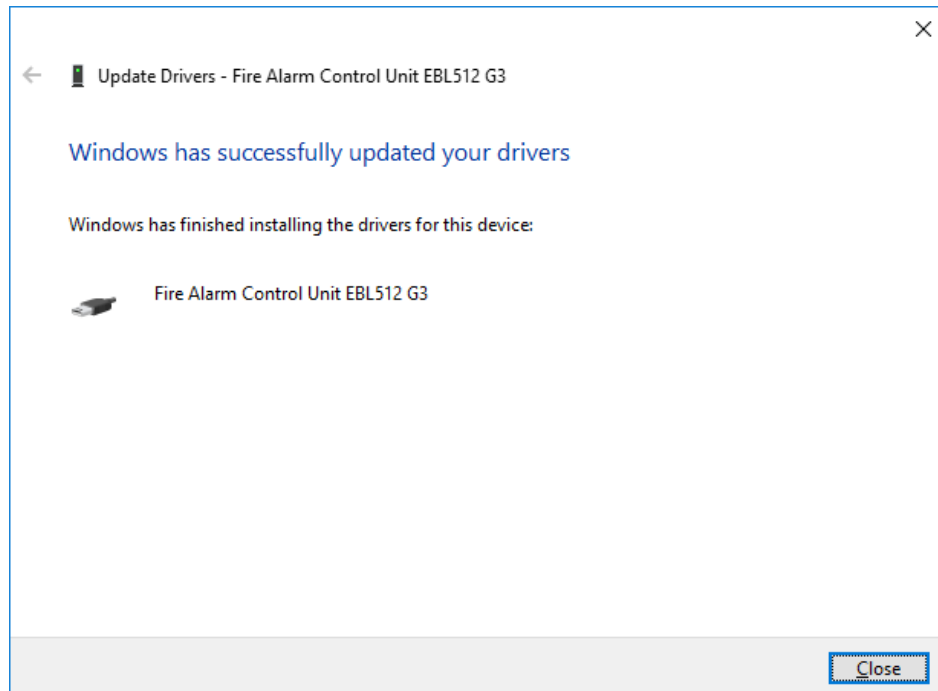 Update Drivers - Fire Alarm Control Unit EBL512 G3
Windows has successfully updated your drivers
Windows has finished installing the drivers for this device:
Fire Alarm Control Unit EBL512 G3
Close